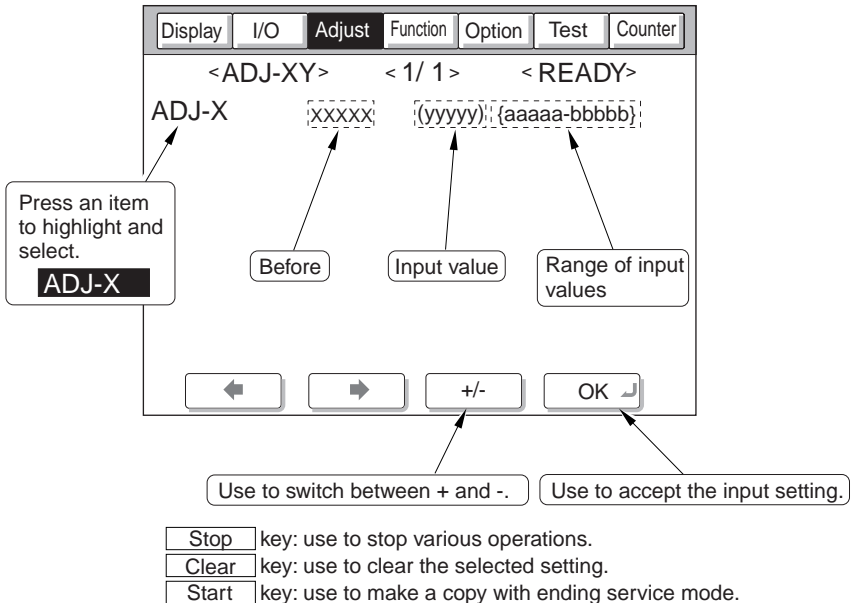 Display I/O Adjust Function Option Test Counter
<ADJ-XY> <1/ 1> <READY>
ADJ-X xxxxx (yyyyy) {aaaaa-bbbbb}
Press an item
to highlight and
select.
ADJ-X
Before
Input value
Range of input
values
+/- OK
Use to switch between + and -.
Use to accept the input setting.
Stop key: use to stop various operations.
Clear key: use to clear the selected setting.
Start key: use to make a copy with ending service mode.